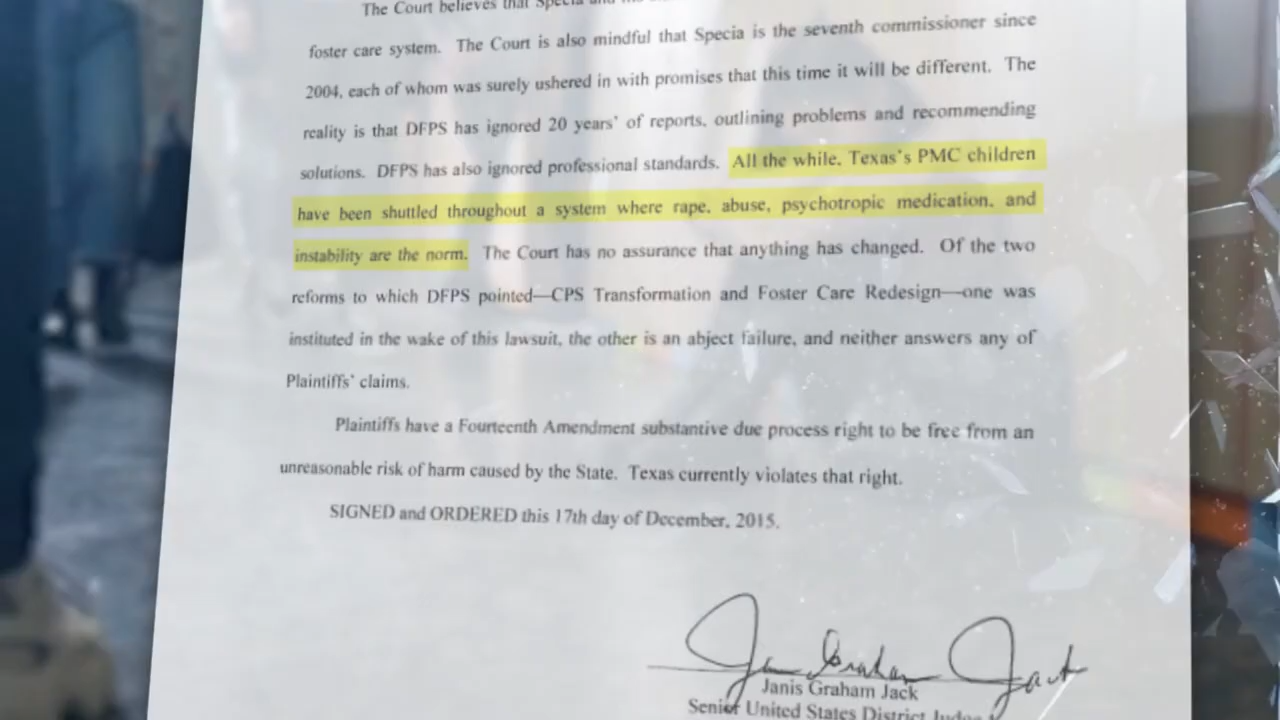 The Court believes that Specia and
foster care system. The Court is also mindful that Specia is the seventh commissioner since
2004, each of whom was surely ushered in with promises that this time it will be different. The
reality is that DFPS has ignored 20 years' of reports, outlining problems and recommending
solutions. DFPS has also ignored professional standards. All the while, Texas's PMC children
have been shuttled throughout a system where rape, abuse, psychotropic medication, and
instability are the norm. The Court has no assurance that anything has changed. Of the two
reforms to which DFPS pointed—CPS Transformation and Foster Care Redesign—one was
instituted in the wake of this lawsuit, the other is an abject failure, and neither answers any of
Plaintiffs' claims.
Plaintiffs have a Fourteenth Amendment substantive due process right to be free from an
unreasonable risk of harm caused by the State. Texas currently violates that right.
SIGNED and ORDERED this 17th day of December, 2015.
Janis Graham Jack
Janis Graham Jack
Senior United States District Judge